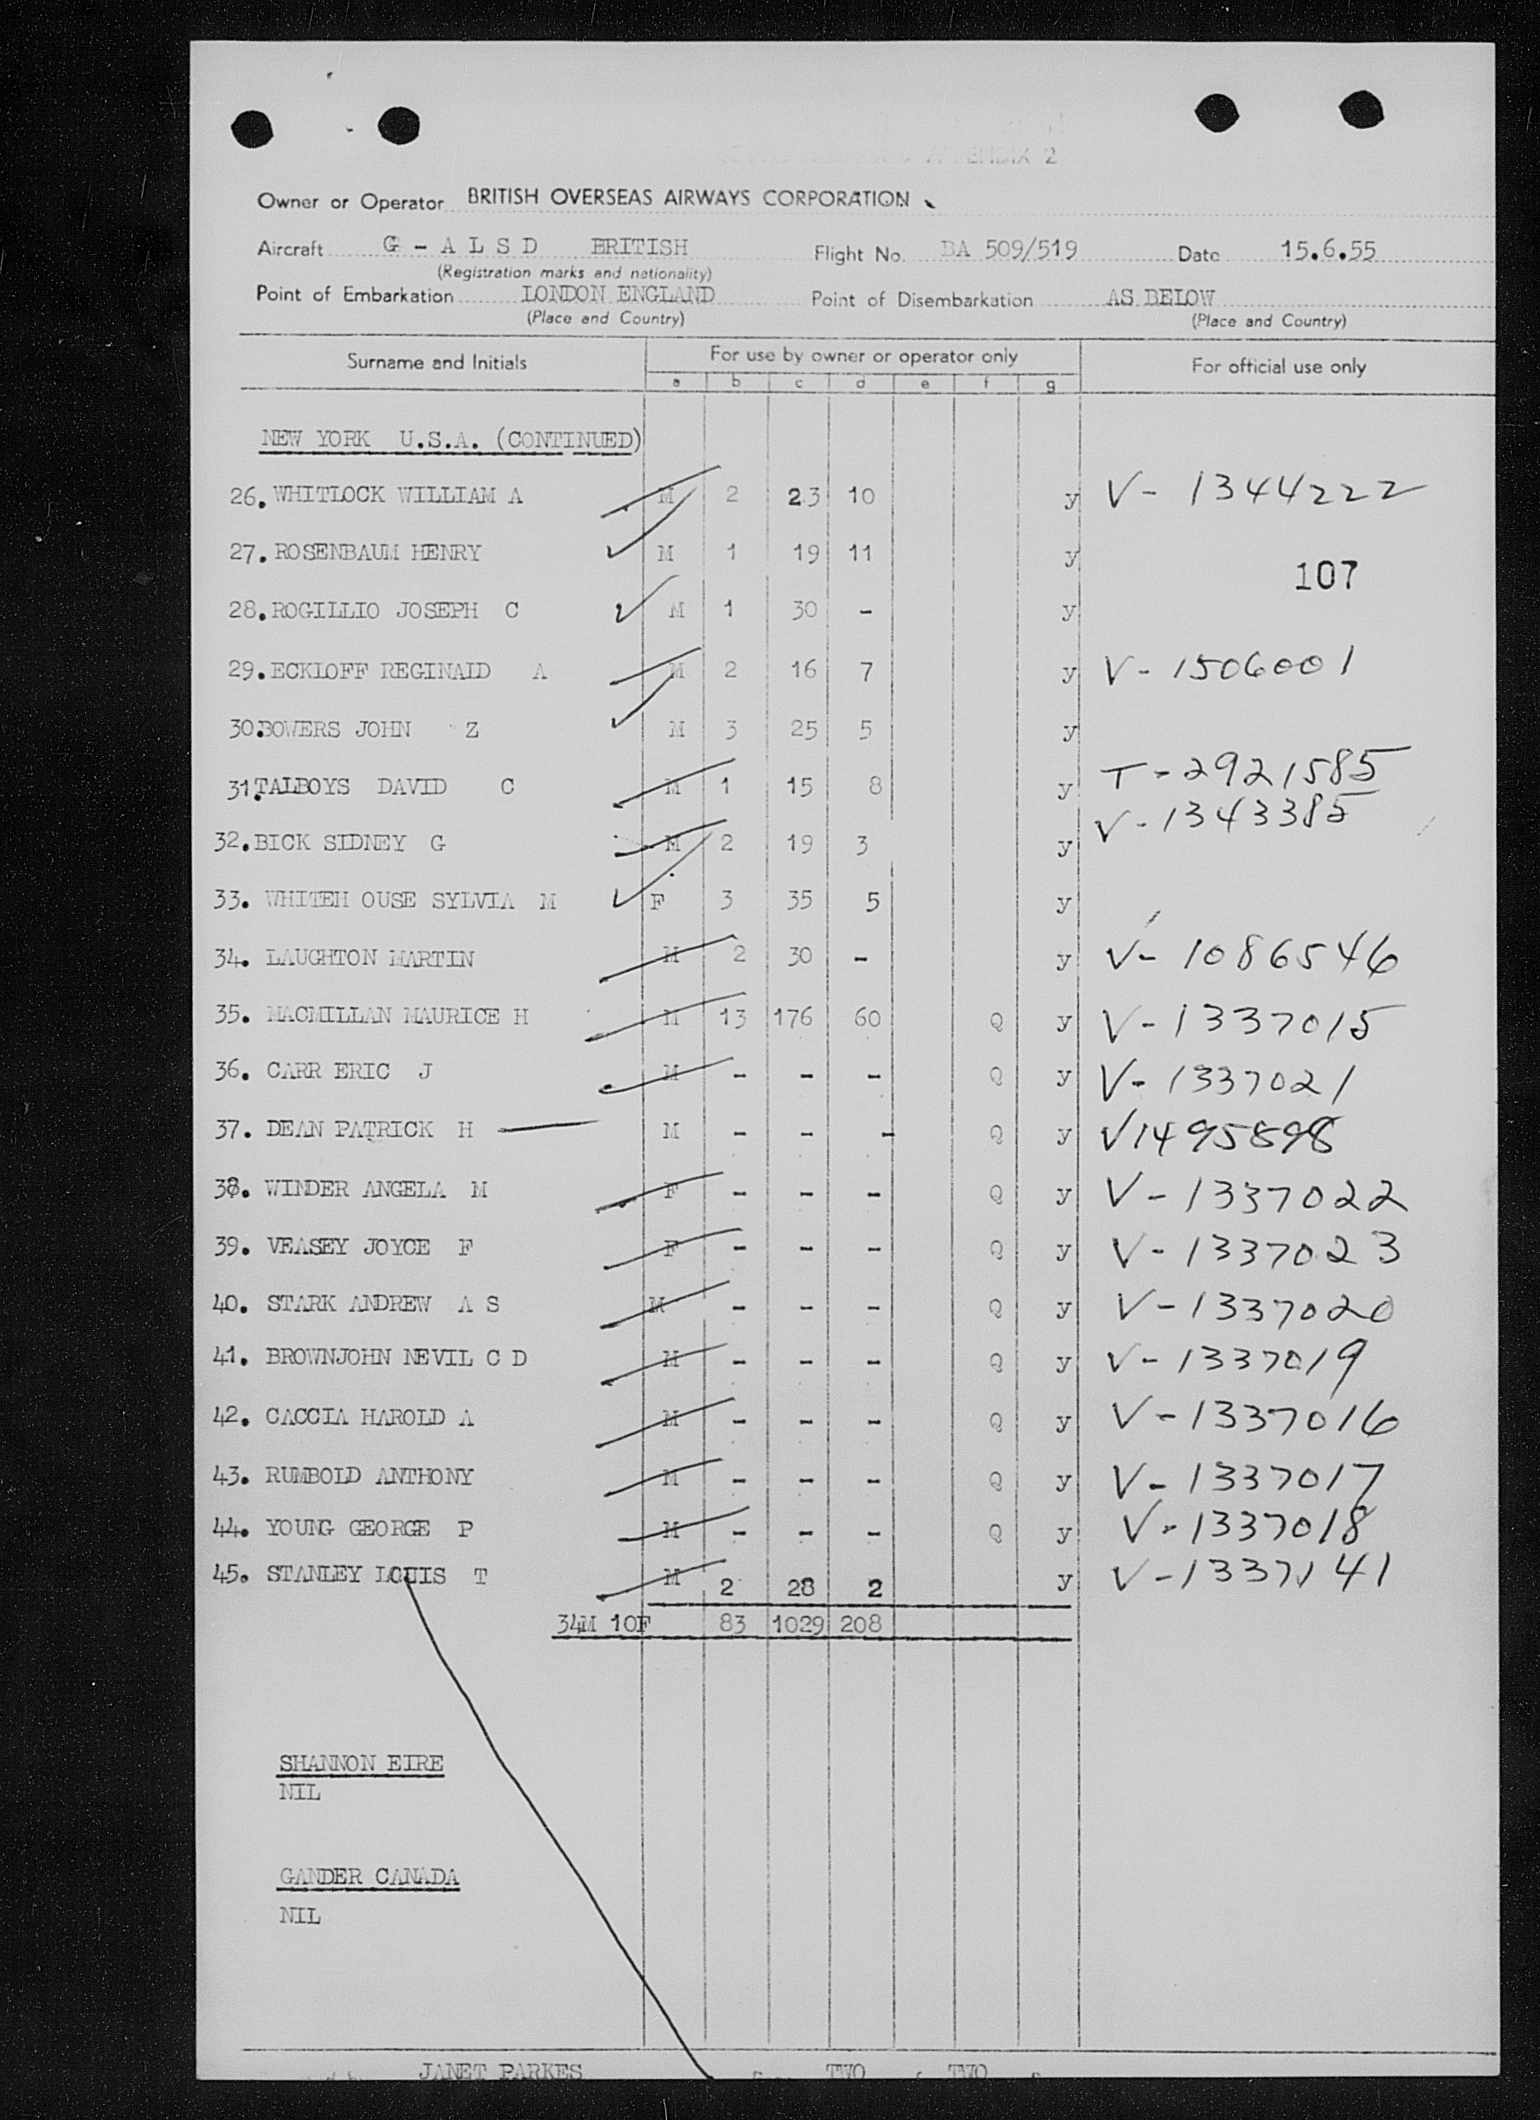 APPENDIX 2
Owner or Operator BRITISH OVERSEAS AIRWAYS CORPORATION
Aircraft G - A L S D BRITISH Flight No. BA 509/519 Date 15.6.55
(Registration marks and nationality)
Point of Embarkation LONDON ENGLAND Point of Disembarkation AS BELOW
(Place and Country) (Place and Country)
Surname and Initials For use by owner or operator only For official use only
a b c d e f g
NEW YORK U.S.A. (CONTINUED)
26. WHITLOCK WILLIAM A M 2 23 10 y V- 1344222
27. ROSENBAUM HENRY M 1 19 11 y
107
28. ROGILLIO JOSEPH C M 1 30 - y
29. ECKLOFF REGINALD A M 2 16 7 y V-1506001
30. BOWERS JOHN Z M 3 25 5 y
31. TALBOYS DAVID C M 1 15 8 y T-2921585
32. BICK SIDNEY G M 2 19 3 y V-1343385
33. WHITEH OUSE SYLVIA M F 3 35 5 y
34. LAUGHTON MARTIN M 2 30 - y V- 1086546
35. MACMILLAN MAURICE H M 13 176 60 Q y V-1337015
36. CARR ERIC J M - - - Q y V-1337021
37. DEAN PATRICK H M - - - Q y V1495898
38. WINDER ANGELA M F - - - Q y V-1337022
39. VEASEY JOYCE F F - - - Q y V-1337023
40. STARK ANDREW A S M - - - Q y V-1337020
41. BROWNJOHN NEVIL C D M - - - Q y V-1337019
42. CACCIA HAROLD A M - - - Q y V-1337016
43. RUMBOLD ANTHONY M - - - Q y V-1337017
44. YOUNG GEORGE P M - - - Q y V-1337018
45. STANLEY LOUIS T M 2 28 2 y V-1337141
34M 10F 83 1029 208
SHANNON EIRE
NIL
GANDER CANADA
NIL
JANET PARKES TWO TWO